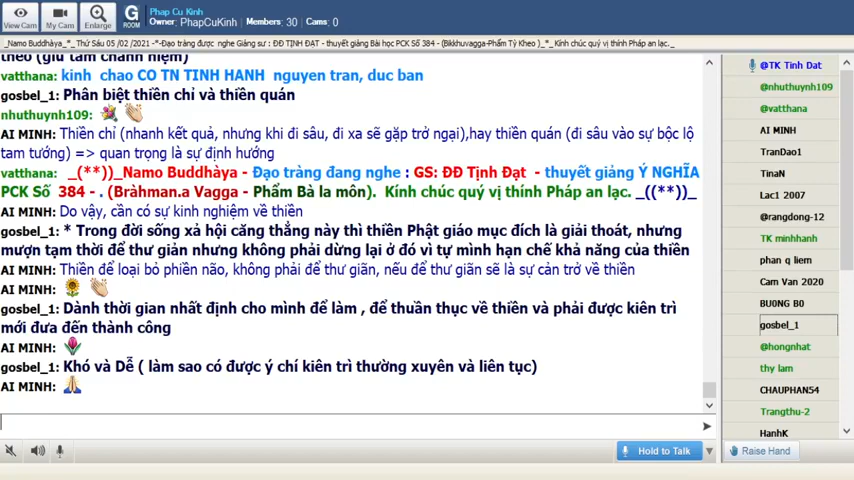 View Cam
My Cam
Enlarge
G
ROOM
Phap Cu Kinh
Owner: PhapCuKinh | Members: 30 | Cams: 0
_Namo Buddhàya_*_ Thứ Sáu 05 /02 /2021 -*-Đạo tràng được nghe Giảng sư : ĐĐ TỊNH ĐẠT - thuyết giảng Bài học PCK Số 384 - (Bikkhuvagga-Phẩm Tỳ Kheo )_*_ Kính chúc quý vị thính Pháp an lạc._
theo (giữ tâm chánh niệm)
vatthana: kinh chao CO TN TINH HANH nguyen tran, duc ban
gosbel_1: Phân biệt thiền chỉ và thiền quán
nhuthuynh109:
AI MINH: Thiền chỉ (nhanh kết quả, nhưng khi đi sâu, đi xa sẽ gặp trở ngại),hay thiền quán (đi sâu vào sự bộc lộ
tam tướng) => quan trọng là sự định hướng
vatthana: _(**))_Namo Buddhàya - Đạo tràng đang nghe : GS: ĐĐ Tịnh Đạt - thuyết giảng Ý NGHĨA
PCK Số 384 - . (Bràhman.a Vagga - Phẩm Bà la môn). Kính chúc quý vị thính Pháp an lạc. _((**))_
AI MINH: Do vậy, cần có sự kinh nghiệm về thiền
gosbel_1: * Trong đời sống xả hội căng thẳng này thì thiền Phật giáo mục đích là giải thoát, nhưng
mượn tạm thời để thư giản nhưng không phải dừng lại ở đó vì tự mình hạn chế khả năng của thiền
AI MINH: Thiền để loại bỏ phiền não, không phải để thư giãn, nếu để thư giãn sẽ là sự cản trở về thiền
AI MINH:
gosbel_1: Dành thời gian nhất định cho mình để làm , để thuần thục về thiền và phải được kiên trì
mới đưa đến thành công
AI MINH:
gosbel_1: Khó và Dễ ( làm sao có được ý chí kiên trì thường xuyên và liên tục)
AI MINH:
Hold to Talk
@TK Tinh Dat
@nhuthuynh109
@vatthana
AI MINH
TranDao1
TinaN
Lac1 2007
@rangdong-12
TK minhhanh
phan q liem
Cam Van 2020
BUONG BO
gosbel_1
@hongnhat
thy lam
CHAUPHAN54
Trangthu-2
HanhK
Raise Hand